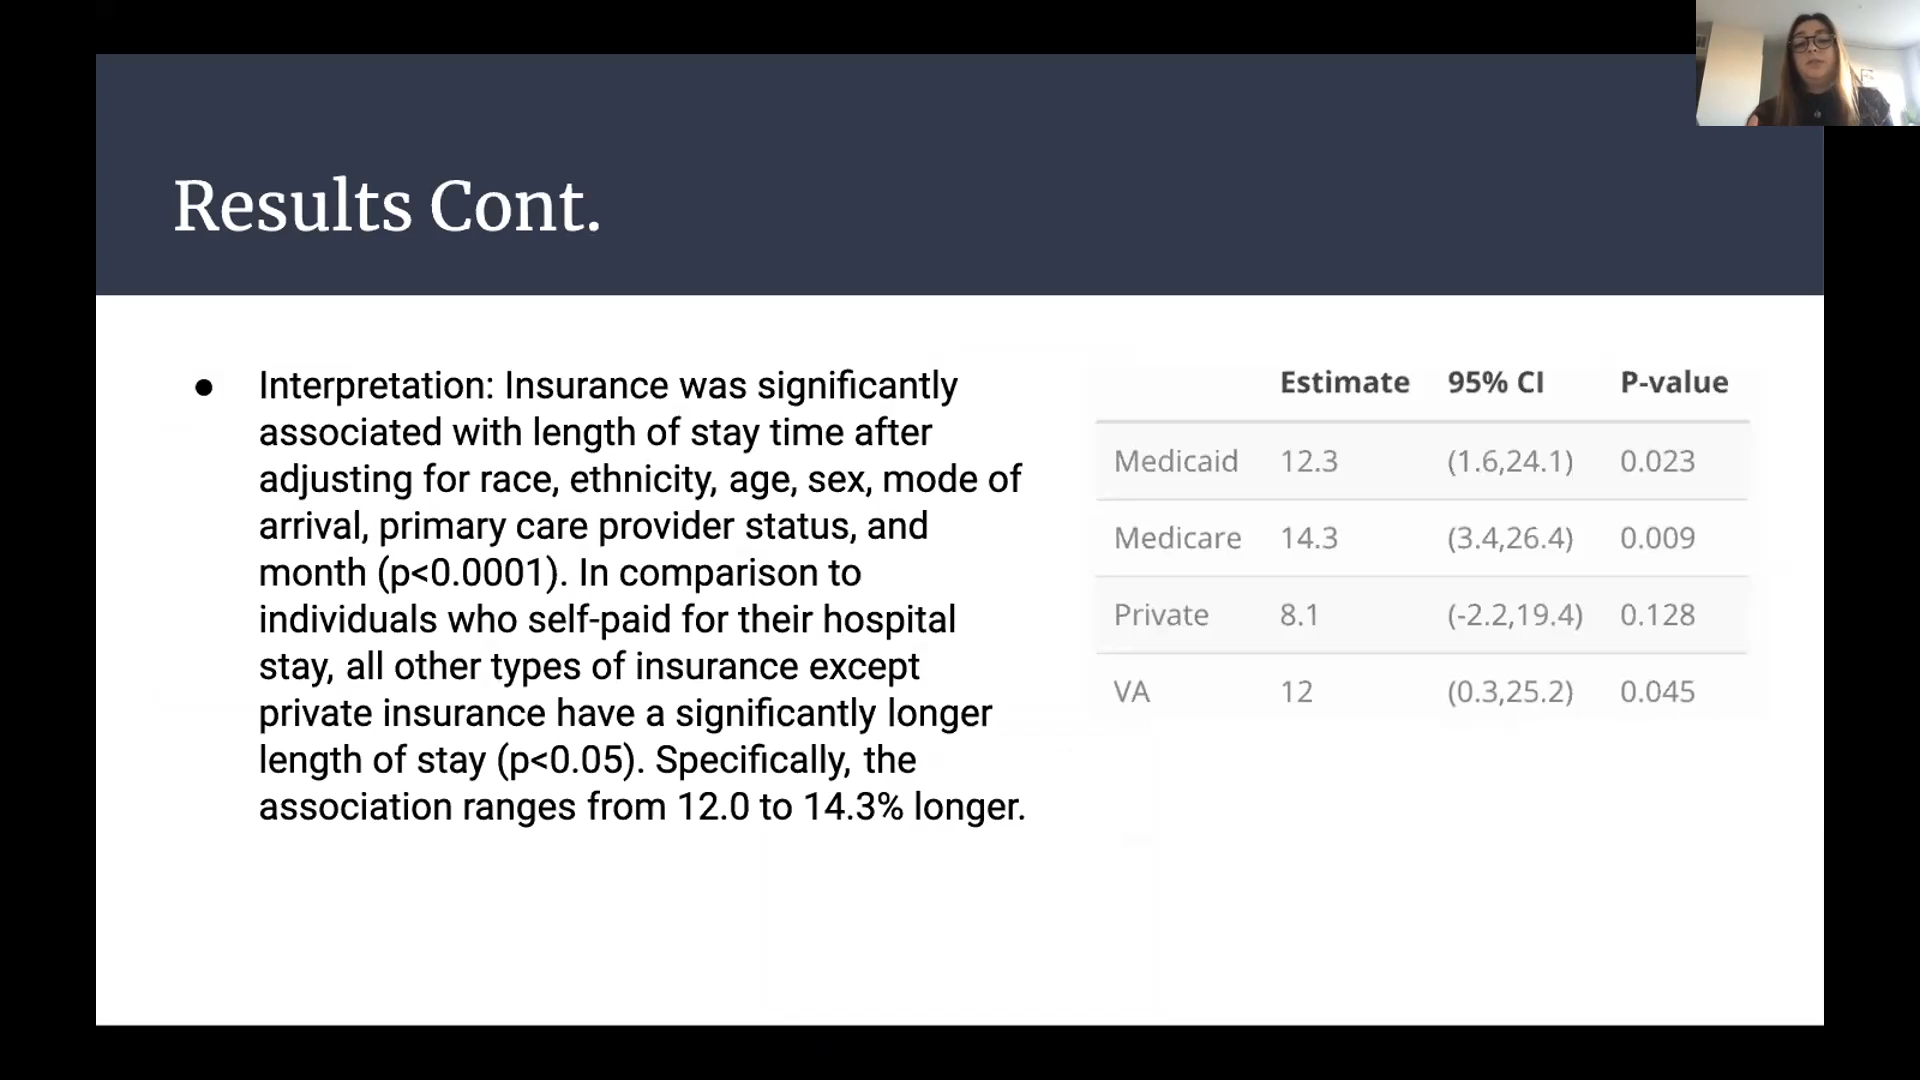 Results Cont.
● Interpretation: Insurance was significantly
associated with length of stay time after
adjusting for race, ethnicity, age, sex, mode of
arrival, primary care provider status, and
month (p<0.0001). In comparison to
individuals who self-paid for their hospital
stay, all other types of insurance except
private insurance have a significantly longer
length of stay (p<0.05). Specifically, the
association ranges from 12.0 to 14.3% longer.
Estimate 95% CI P-value
Medicaid 12.3 (1.6,24.1) 0.023
Medicare 14.3 (3.4,26.4) 0.009
Private 8.1 (-2.2,19.4) 0.128
VA 12 (0.3,25.2) 0.045